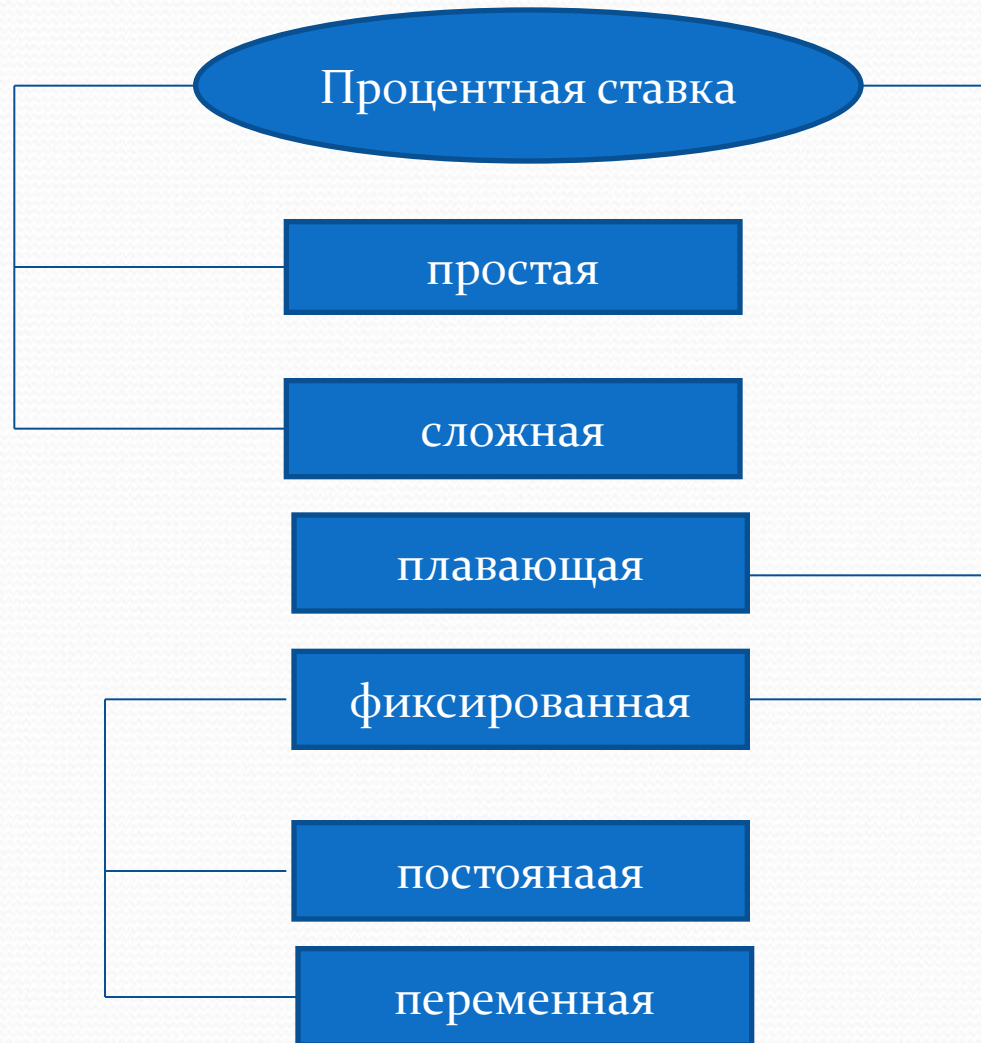 Процентная ставка
простая
сложная
плавающая
фиксированная
постоянаая
переменная